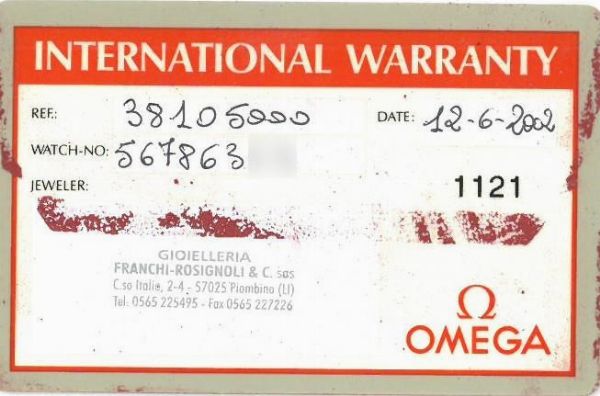 INTERNATIONAL WARRANTY
REF.: 38105000 DATE: 12-6-2002
WATCH-NO: 567863
JEWELER: 1121
GIOIELLERIA
FRANCHI-ROSIGNOLI & C. sas
C.so Italie, 2-4 - 57025 Piombino (LI)
Tel. 0565 225495 - Fax 0565 227226
Ω
OMEGA